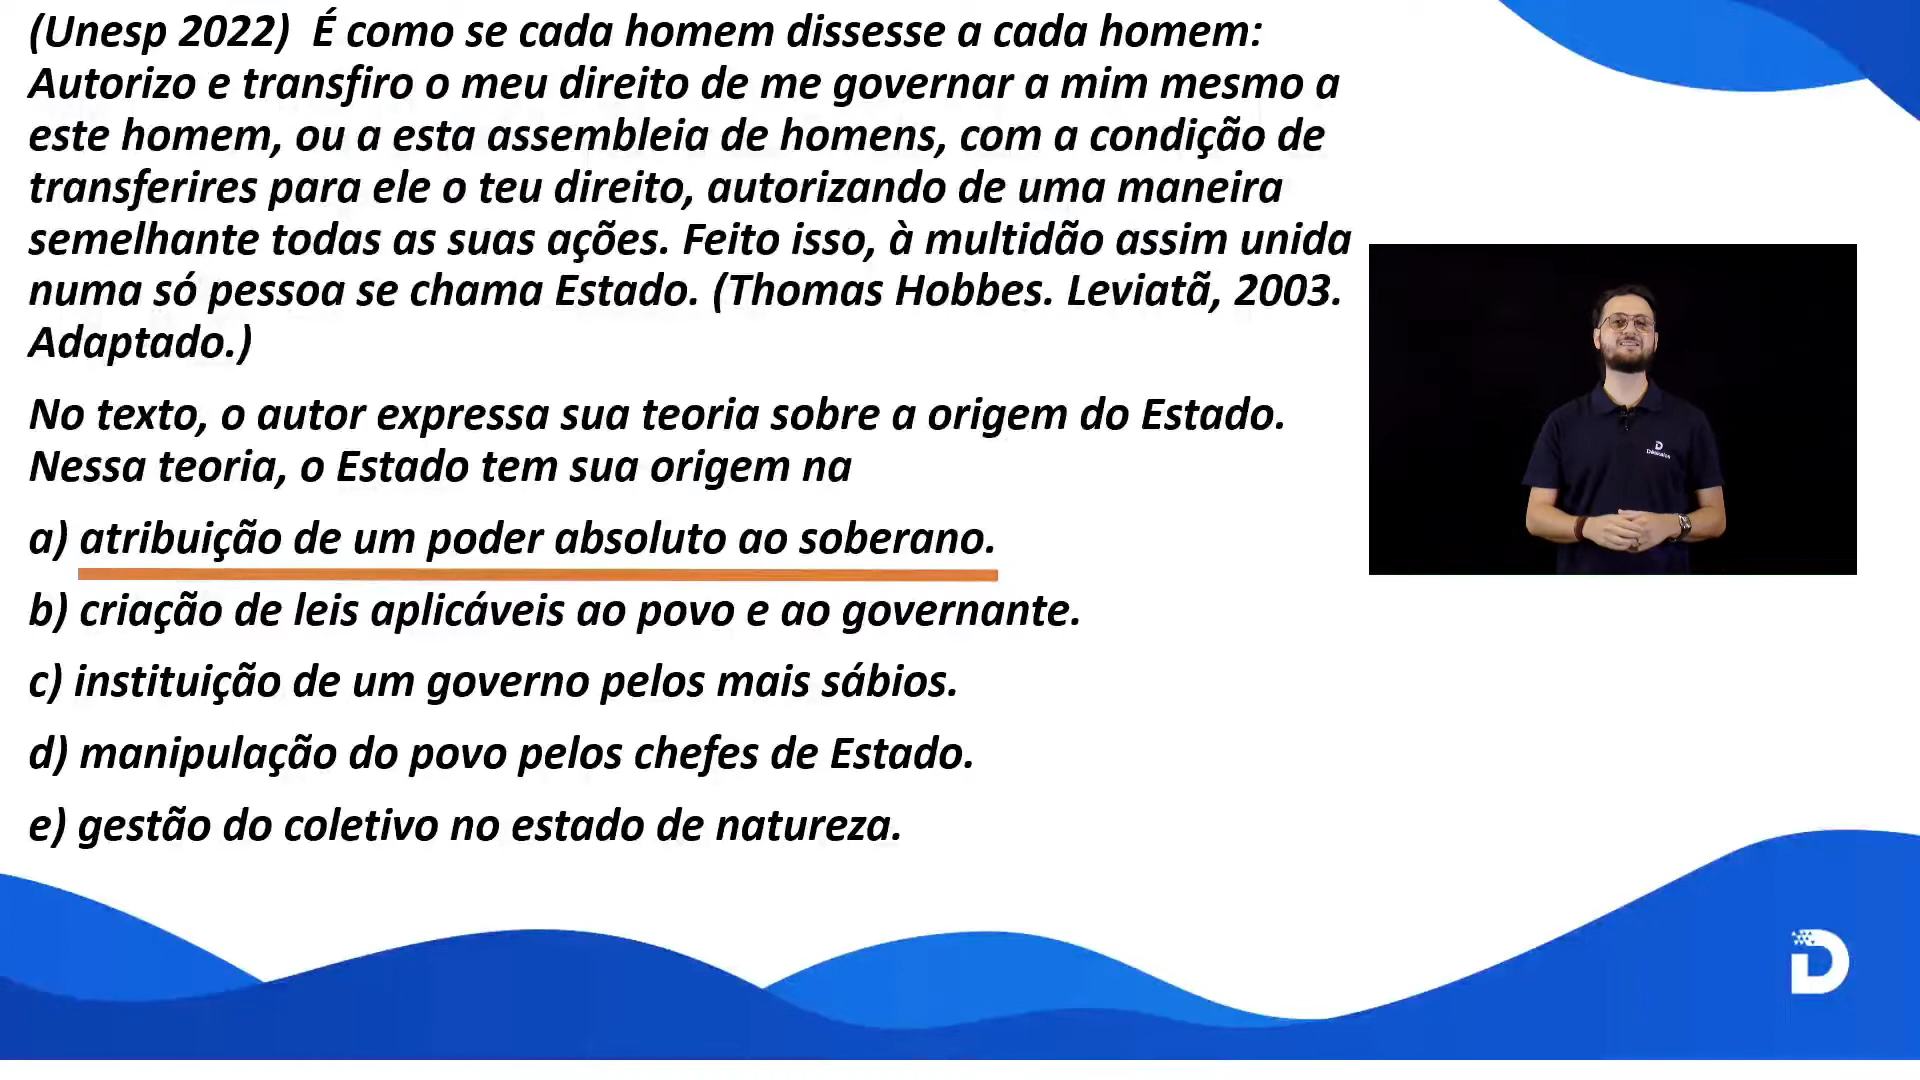 (Unesp 2022)  É como se cada homem dissesse a cada homem:
Autorizo e transfiro o meu direito de me governar a mim mesmo a
este homem, ou a esta assembleia de homens, com a condição de
transferires para ele o teu direito, autorizando de uma maneira
semelhante todas as suas ações. Feito isso, à multidão assim unida
numa só pessoa se chama Estado. (Thomas Hobbes. Leviatã, 2003.
Adaptado.)
No texto, o autor expressa sua teoria sobre a origem do Estado.
Nessa teoria, o Estado tem sua origem na
a) atribuição de um poder absoluto ao soberano.
b) criação de leis aplicáveis ao povo e ao governante.
c) instituição de um governo pelos mais sábios.
d) manipulação do povo pelos chefes de Estado.
e) gestão do coletivo no estado de natureza.
D